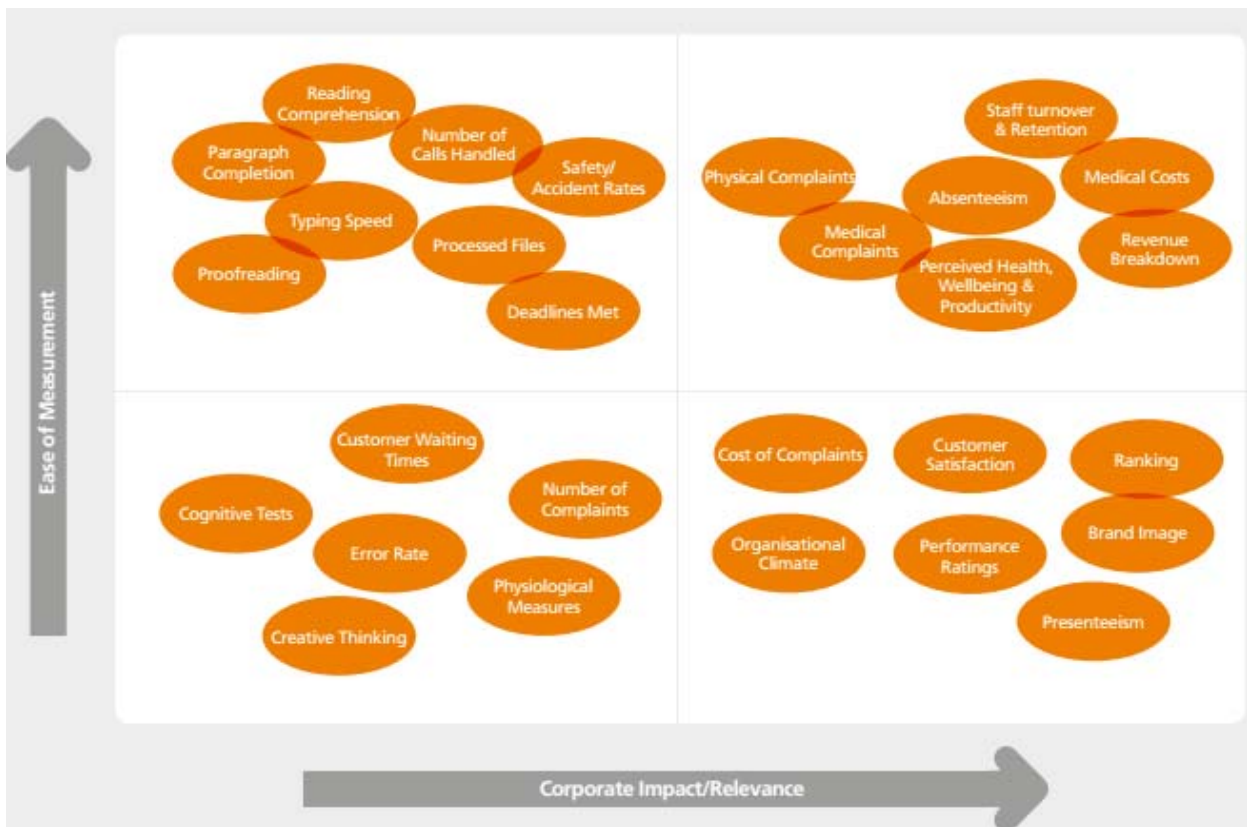 Reading
Comprehension
Number of
Calls Handled
Paragraph
Completion
Safety/
Accident Rates
Typing Speed
Processed Files
Proofreading
Deadlines Met
Staff turnover
& Retention
Physical Complaints
Absenteeism
Medical Costs
Medical
Complaints
Revenue
Breakdown
Perceived Health,
Wellbeing &
Productivity
Customer Waiting
Times
Cognitive Tests
Number of
Complaints
Error Rate
Physiological
Measures
Creative Thinking
Cost of Complaints
Customer
Satisfaction
Ranking
Organisational
Climate
Performance
Ratings
Brand Image
Presenteeism
Ease of Measurement
Corporate Impact/Relevance